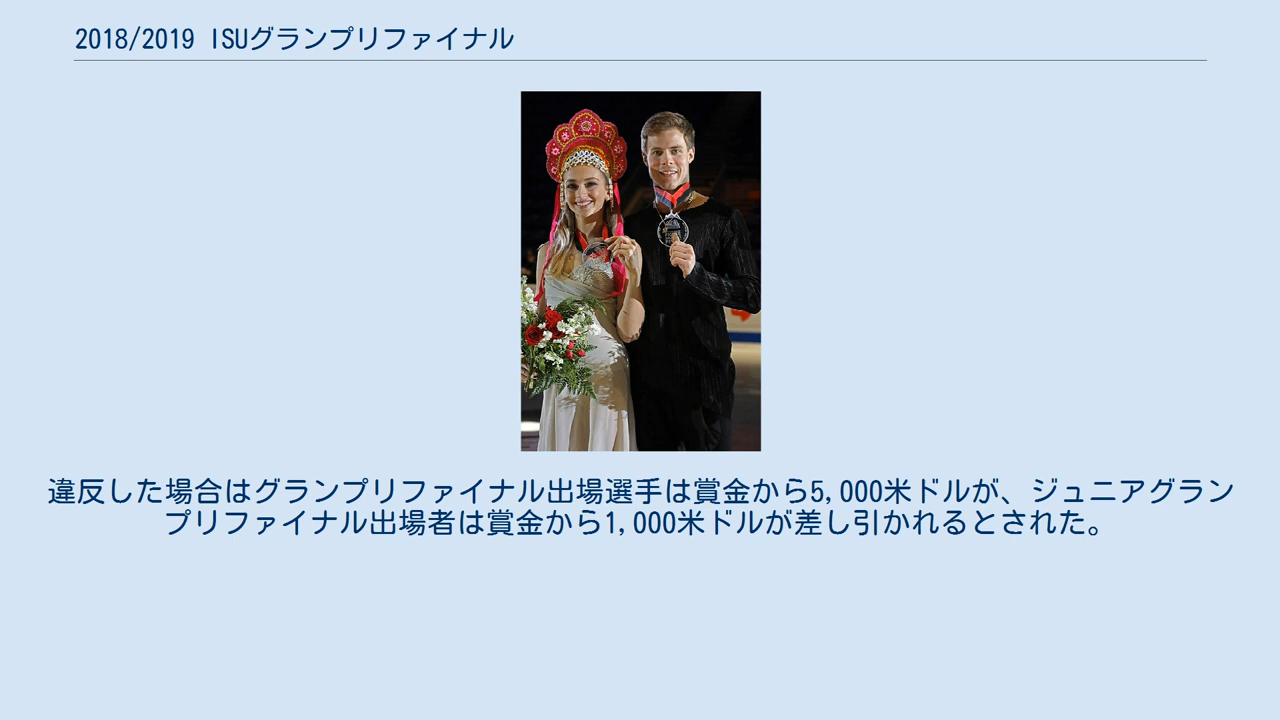 2018/2019 ISUグランプリファイナル
違反した場合はグランプリファイナル出場選手は賞金から5,000米ドルが、ジュニアグラン
プリファイナル出場者は賞金から1,000米ドルが差し引かれるとされた。